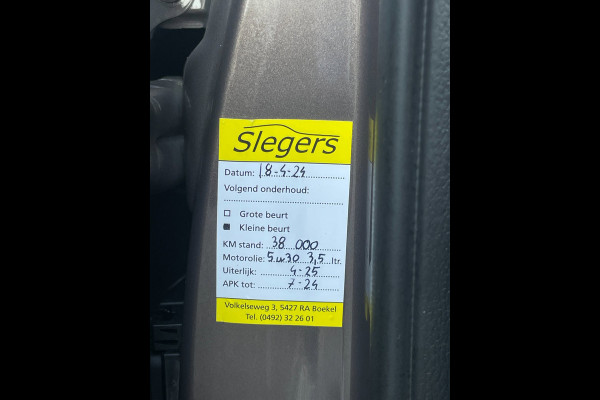 Slegers
Datum: 18-4-24
Volgend onderhoud:
Grote beurt
Kleine beurt
KM stand: 38 000
Motorolie: 5w30 3,5 ltr.
Uiterlijk: 4-25
APK tot: 7-24
Volkelseweg 3, 5427 RA Boekel
Tel. (0492) 32 26 01